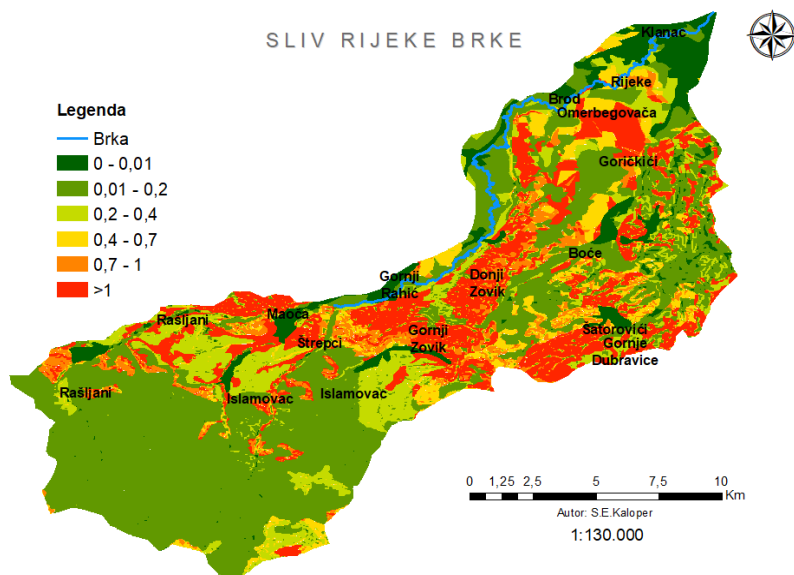 SLIV RIJEKE BRKE
Legenda
Brka
0 - 0,01
0,01 - 0,2
0,2 - 0,4
0,4 - 0,7
0,7 - 1
>1
Klanac
Rijeke
Brod
Omerbegovača
Goričkići
Boće
Gornji
Rahić
Donji
Zovik
Maoča
Rašljani
Štrepci
Gornji
Zovik
Šatorovići
Gornje
Dubravice
Rašljani
Islamovac
Islamovac
0 1,25 2,5 5 7,5 10
Km
Autor: S.E.Kaloper
1:130.000